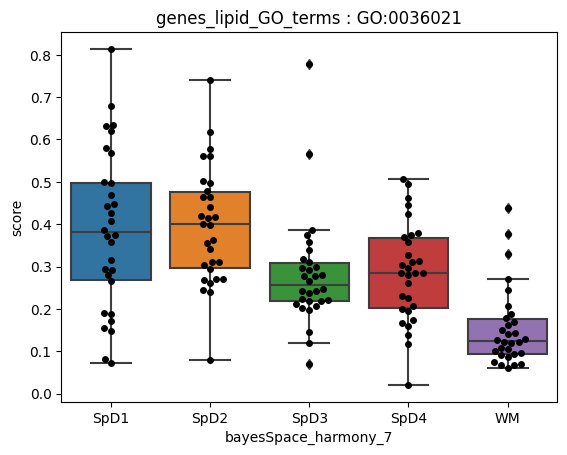 genes_lipid_GO_terms : GO:0036021
0.8
0.7
0.6
0.5
0.4
0.3
0.2
0.1
0.0
score
SpD1 SpD2 SpD3 SpD4 WM
bayesSpace_harmony_7